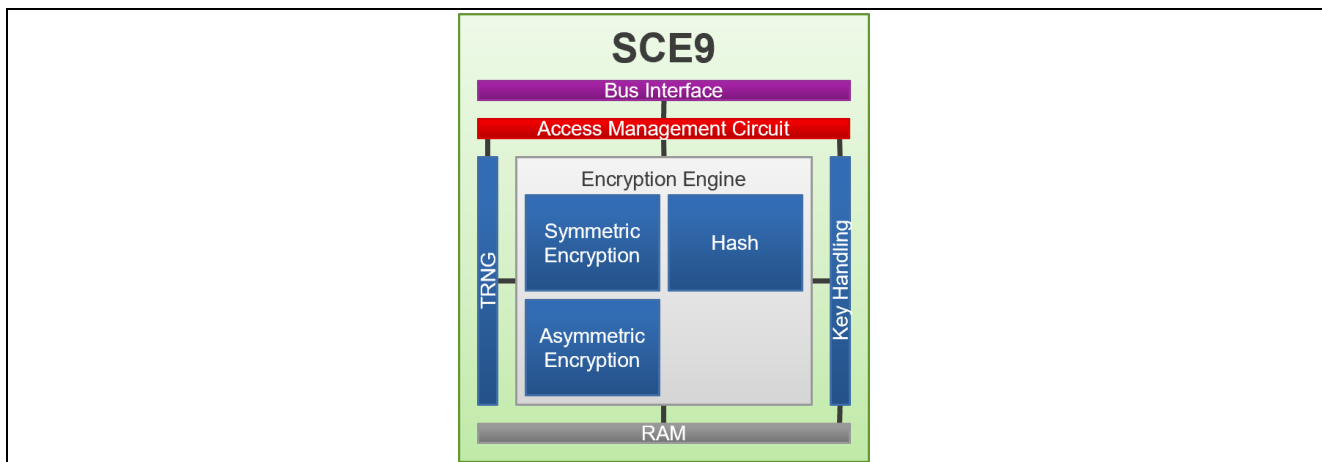 SCE9
Bus Interface
Access Management Circuit
TRNG
Encryption Engine
Symmetric
Encryption
Hash
Asymmetric
Encryption
Key Handling
RAM